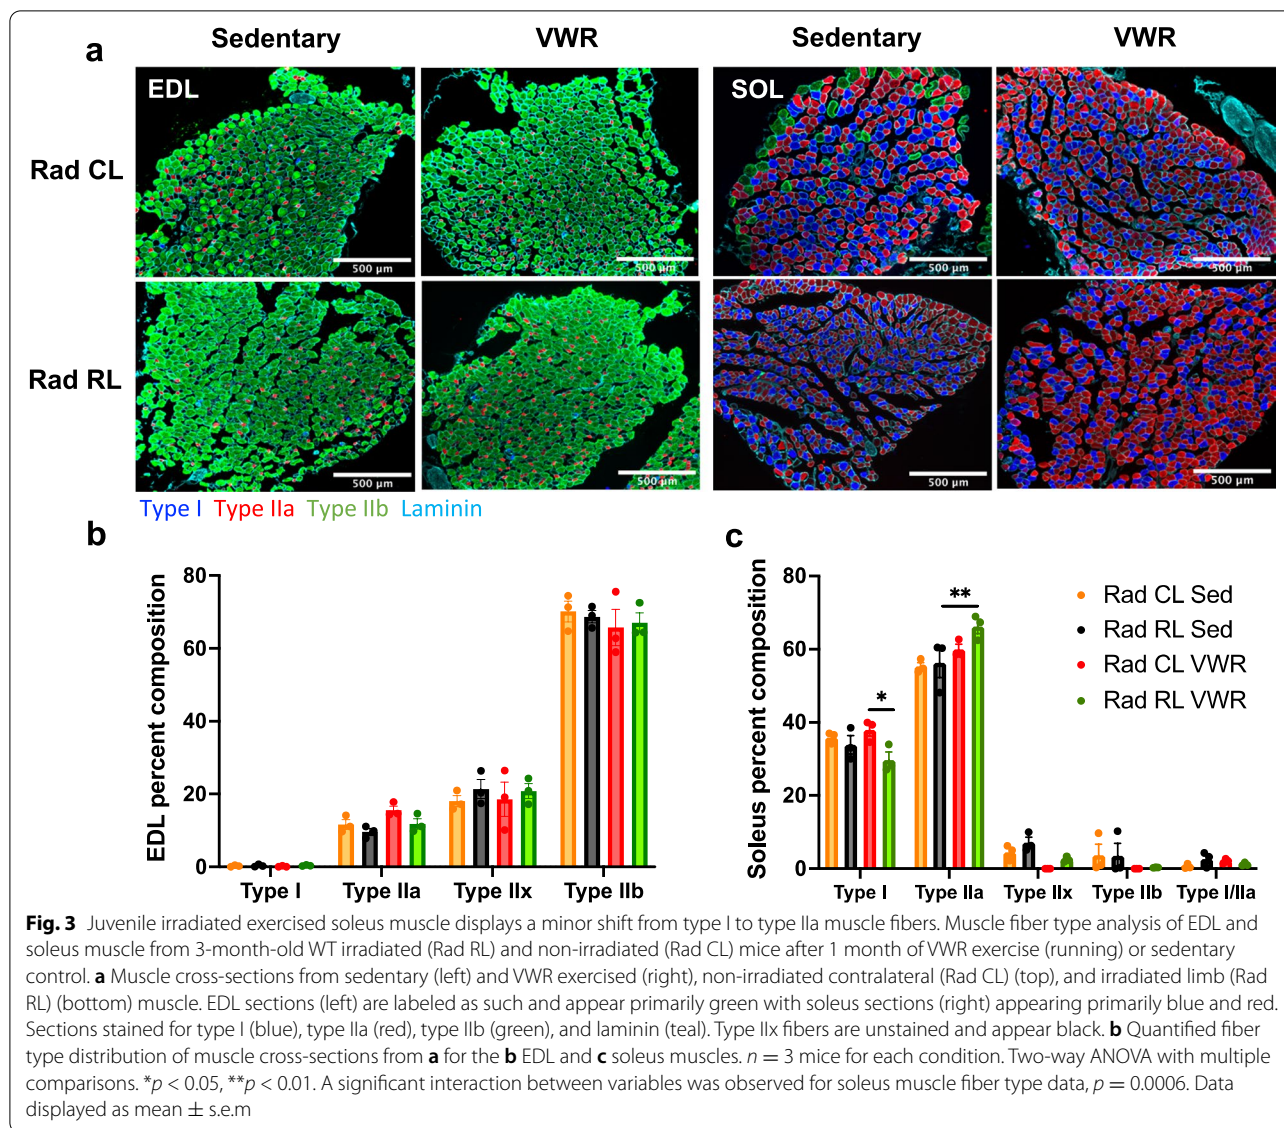 Sedentary VWR Sedentary VWR
a
EDL SOL
Rad CL
500 µm 500 µm 500 µm 500 µm
Rad RL
500 µm 500 µm 500 µm 500 µm
Type I Type IIa Type IIb Laminin
b
EDL percent composition
80
60
40
20
0
Type I Type IIa Type IIx Type IIb
c
Soleus percent composition
80
60
40
20
0
*
**
Type I Type IIa Type IIx Type IIb Type I/IIa
Rad CL Sed
Rad RL Sed
Rad CL VWR
Rad RL VWR
Fig. 3 Juvenile irradiated exercised soleus muscle displays a minor shift from type I to type IIa muscle fibers. Muscle fiber type analysis of EDL and
soleus muscle from 3-month-old WT irradiated (Rad RL) and non-irradiated (Rad CL) mice after 1 month of VWR exercise (running) or sedentary
control. a Muscle cross-sections from sedentary (left) and VWR exercised (right), non-irradiated contralateral (Rad CL) (top), and irradiated limb (Rad
RL) (bottom) muscle. EDL sections (left) are labeled as such and appear primarily green with soleus sections (right) appearing primarily blue and red.
Sections stained for type I (blue), type IIa (red), type IIb (green), and laminin (teal). Type IIx fibers are unstained and appear black. b Quantified fiber
type distribution of muscle cross-sections from a for the b EDL and c soleus muscles. n = 3 mice for each condition. Two-way ANOVA with multiple
comparisons. *p < 0.05, **p < 0.01. A significant interaction between variables was observed for soleus muscle fiber type data, p = 0.0006. Data
displayed as mean ± s.e.m